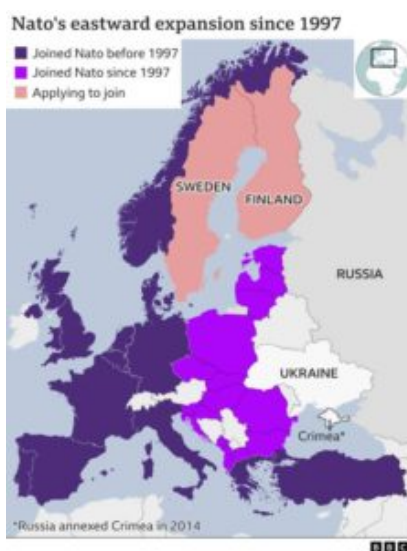 Nato's eastward expansion since 1997
Joined Nato before 1997
Joined Nato since 1997
Applying to join
SWEDEN
FINLAND
RUSSIA
UKRAINE
Crimea*
*Russia annexed Crimea in 2014
BBC